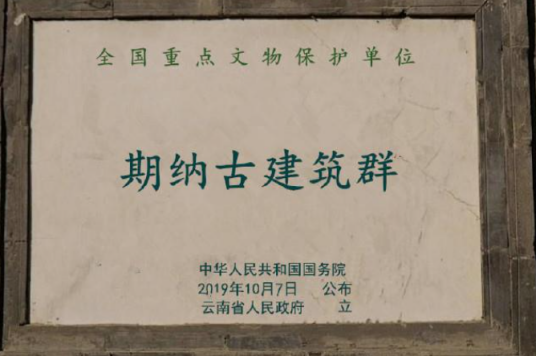 全国重点文物保护单位
期纳古建筑群
中华人民共和国国务院
2019年10月7日 公布
云南省人民政府 立